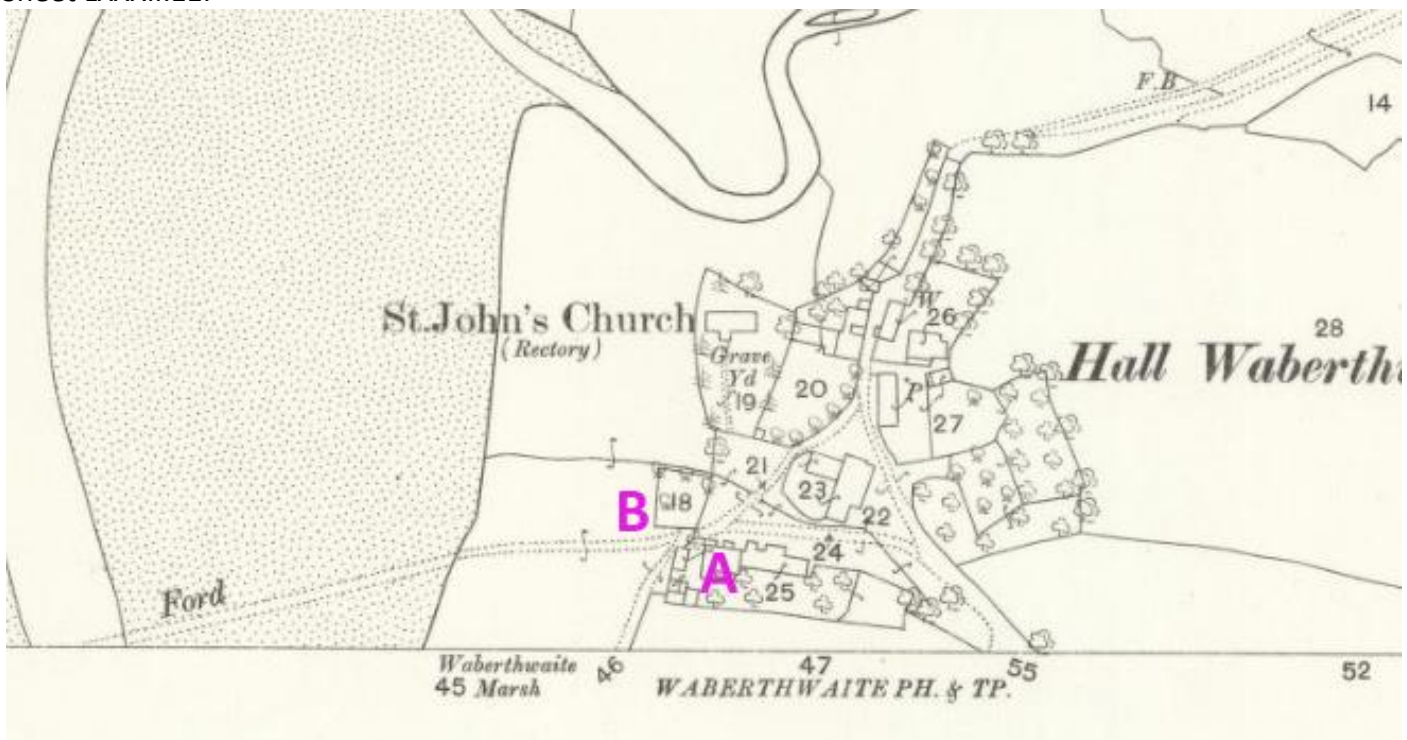 F.B
14
St. John's Church
(Rectory)
W
26
28
Hall Waberth
Grave
Yd
19
20
P
27
21
B
18
23
22
24
A
25
Ford
Waberthwaite
45 Marsh
46
47
55
52
WABERTHWAITE PH. & TP.